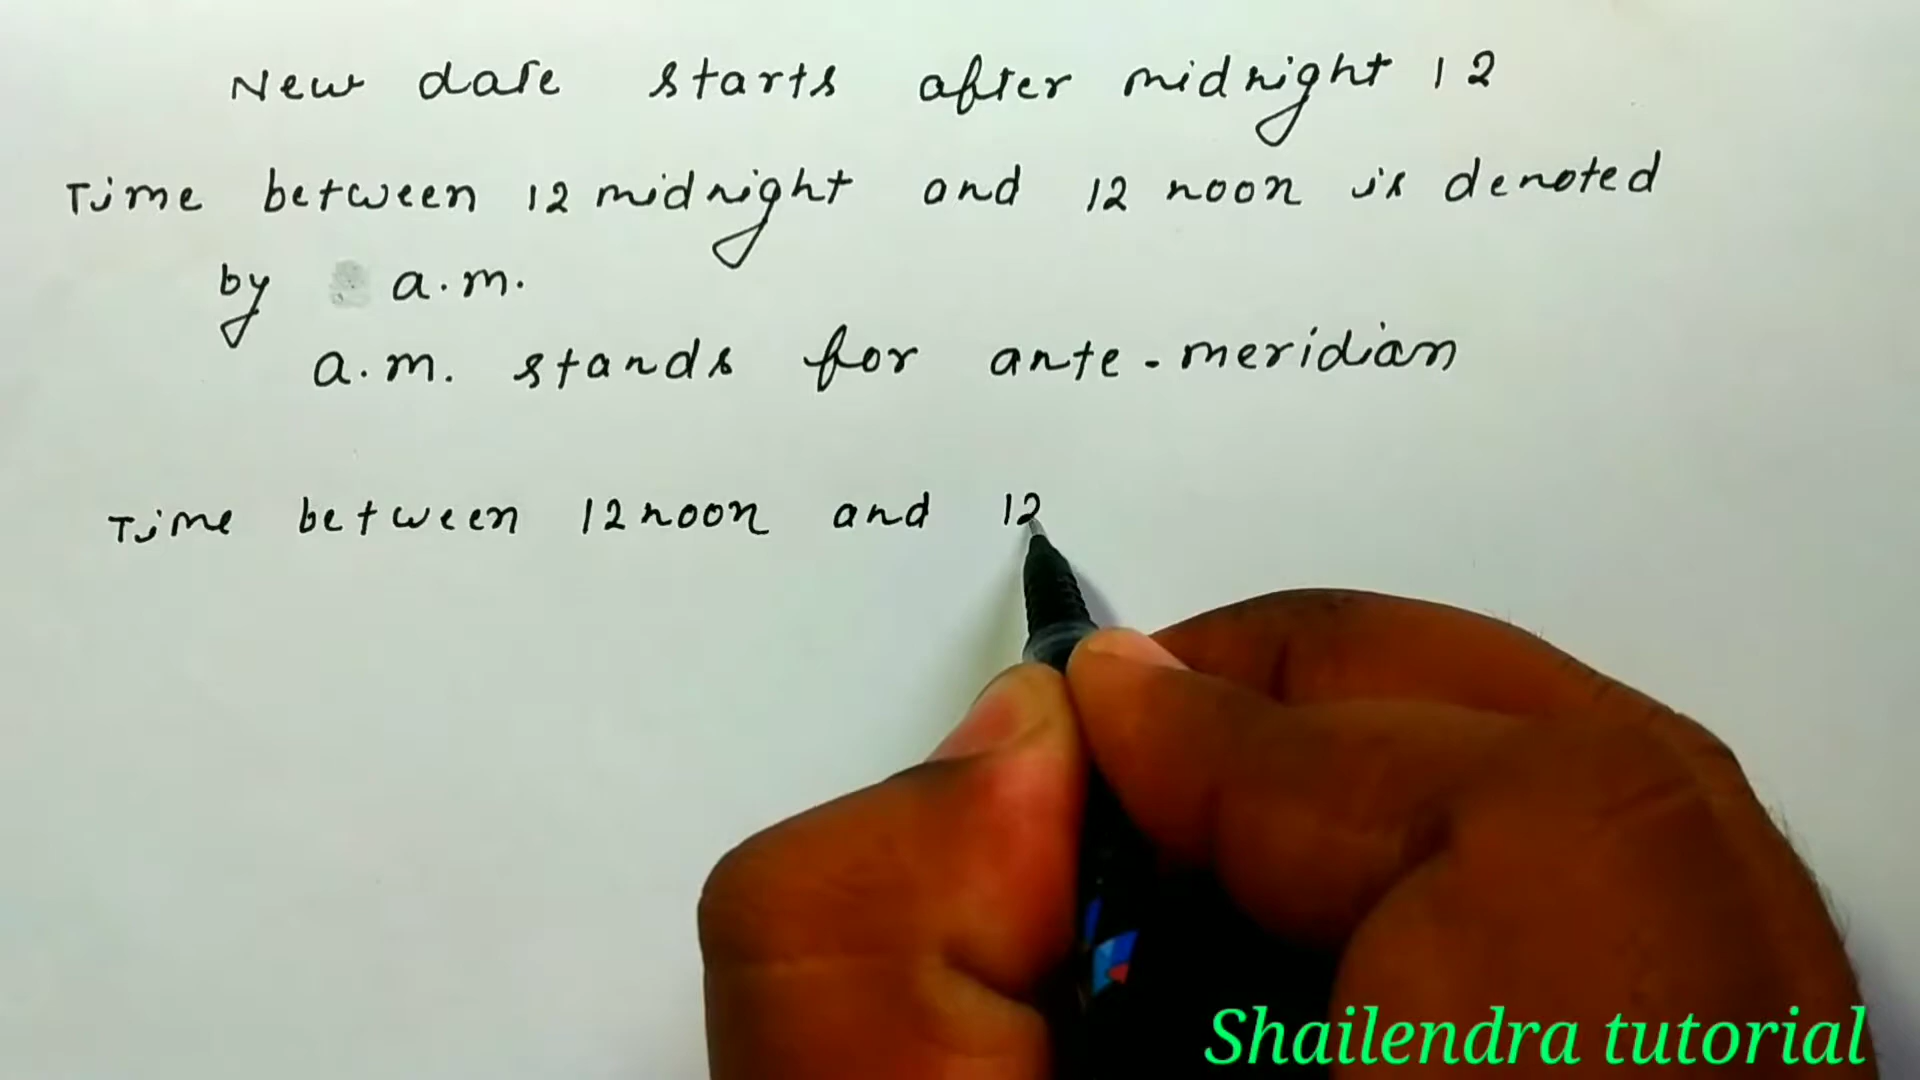 New date starts after midnight 12
Time between 12 midnight and 12 noon is denoted
by a.m.
a.m. stands for ante-meridian
Time between 12 noon and 12
Shailendra tutorial